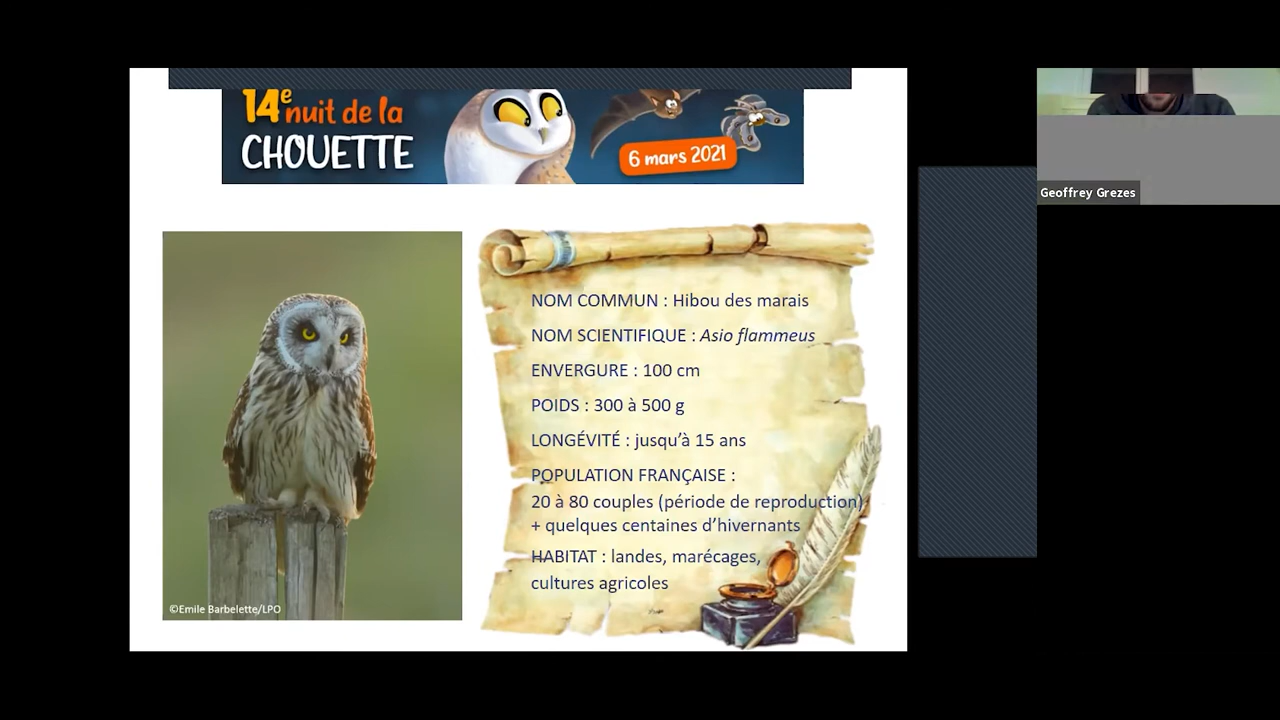 14e nuit de la
CHOUETTE
6 mars 2021
Geoffrey Grezes
NOM COMMUN : Hibou des marais
NOM SCIENTIFIQUE : Asio flammeus
ENVERGURE : 100 cm
POIDS : 300 à 500 g
LONGÉVITÉ : jusqu’à 15 ans
POPULATION FRANÇAISE :
20 à 80 couples (période de reproduction)
+ quelques centaines d’hivernants
HABITAT : landes, marécages,
cultures agricoles
©Emile Barbelette/LPO